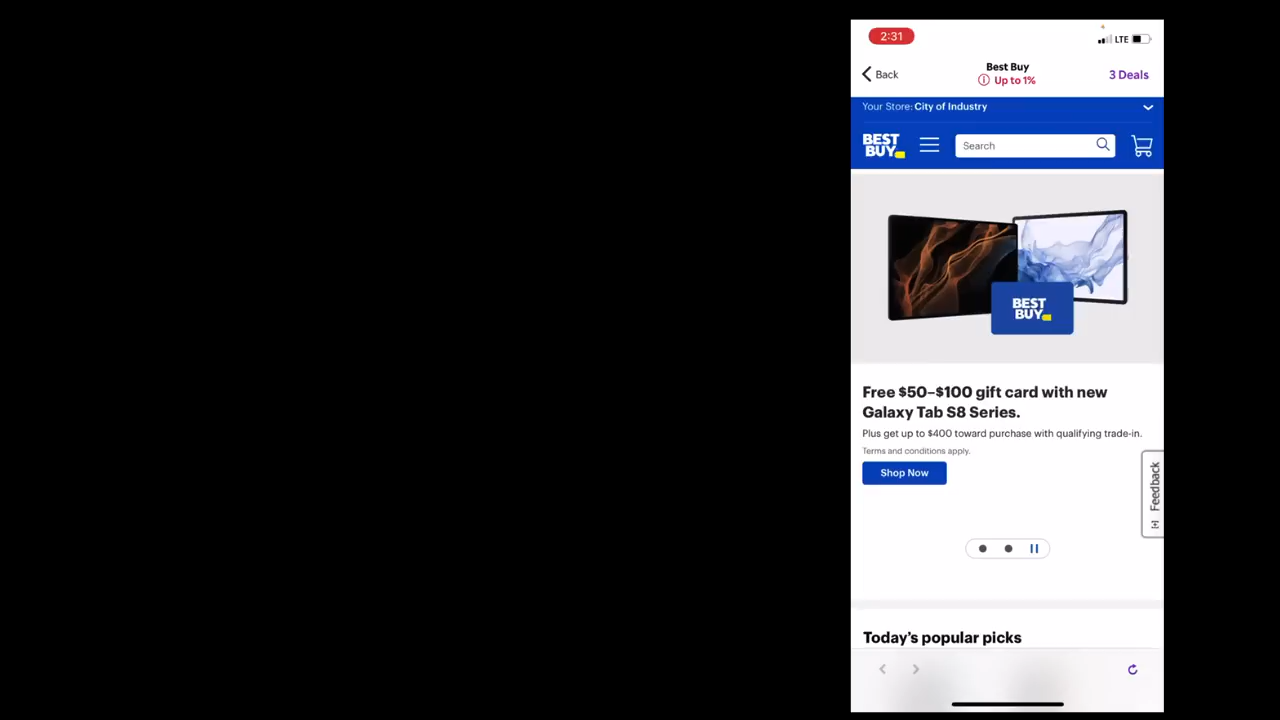 2:31
LTE
Back
Best Buy
Up to 1%
3 Deals
Your Store: City of Industry
BEST
BUY
Search
BEST
BUY
Free $50–$100 gift card with new
Galaxy Tab S8 Series.
Plus get up to $400 toward purchase with qualifying trade-in.
Terms and conditions apply.
Shop Now
Feedback
Today's popular picks